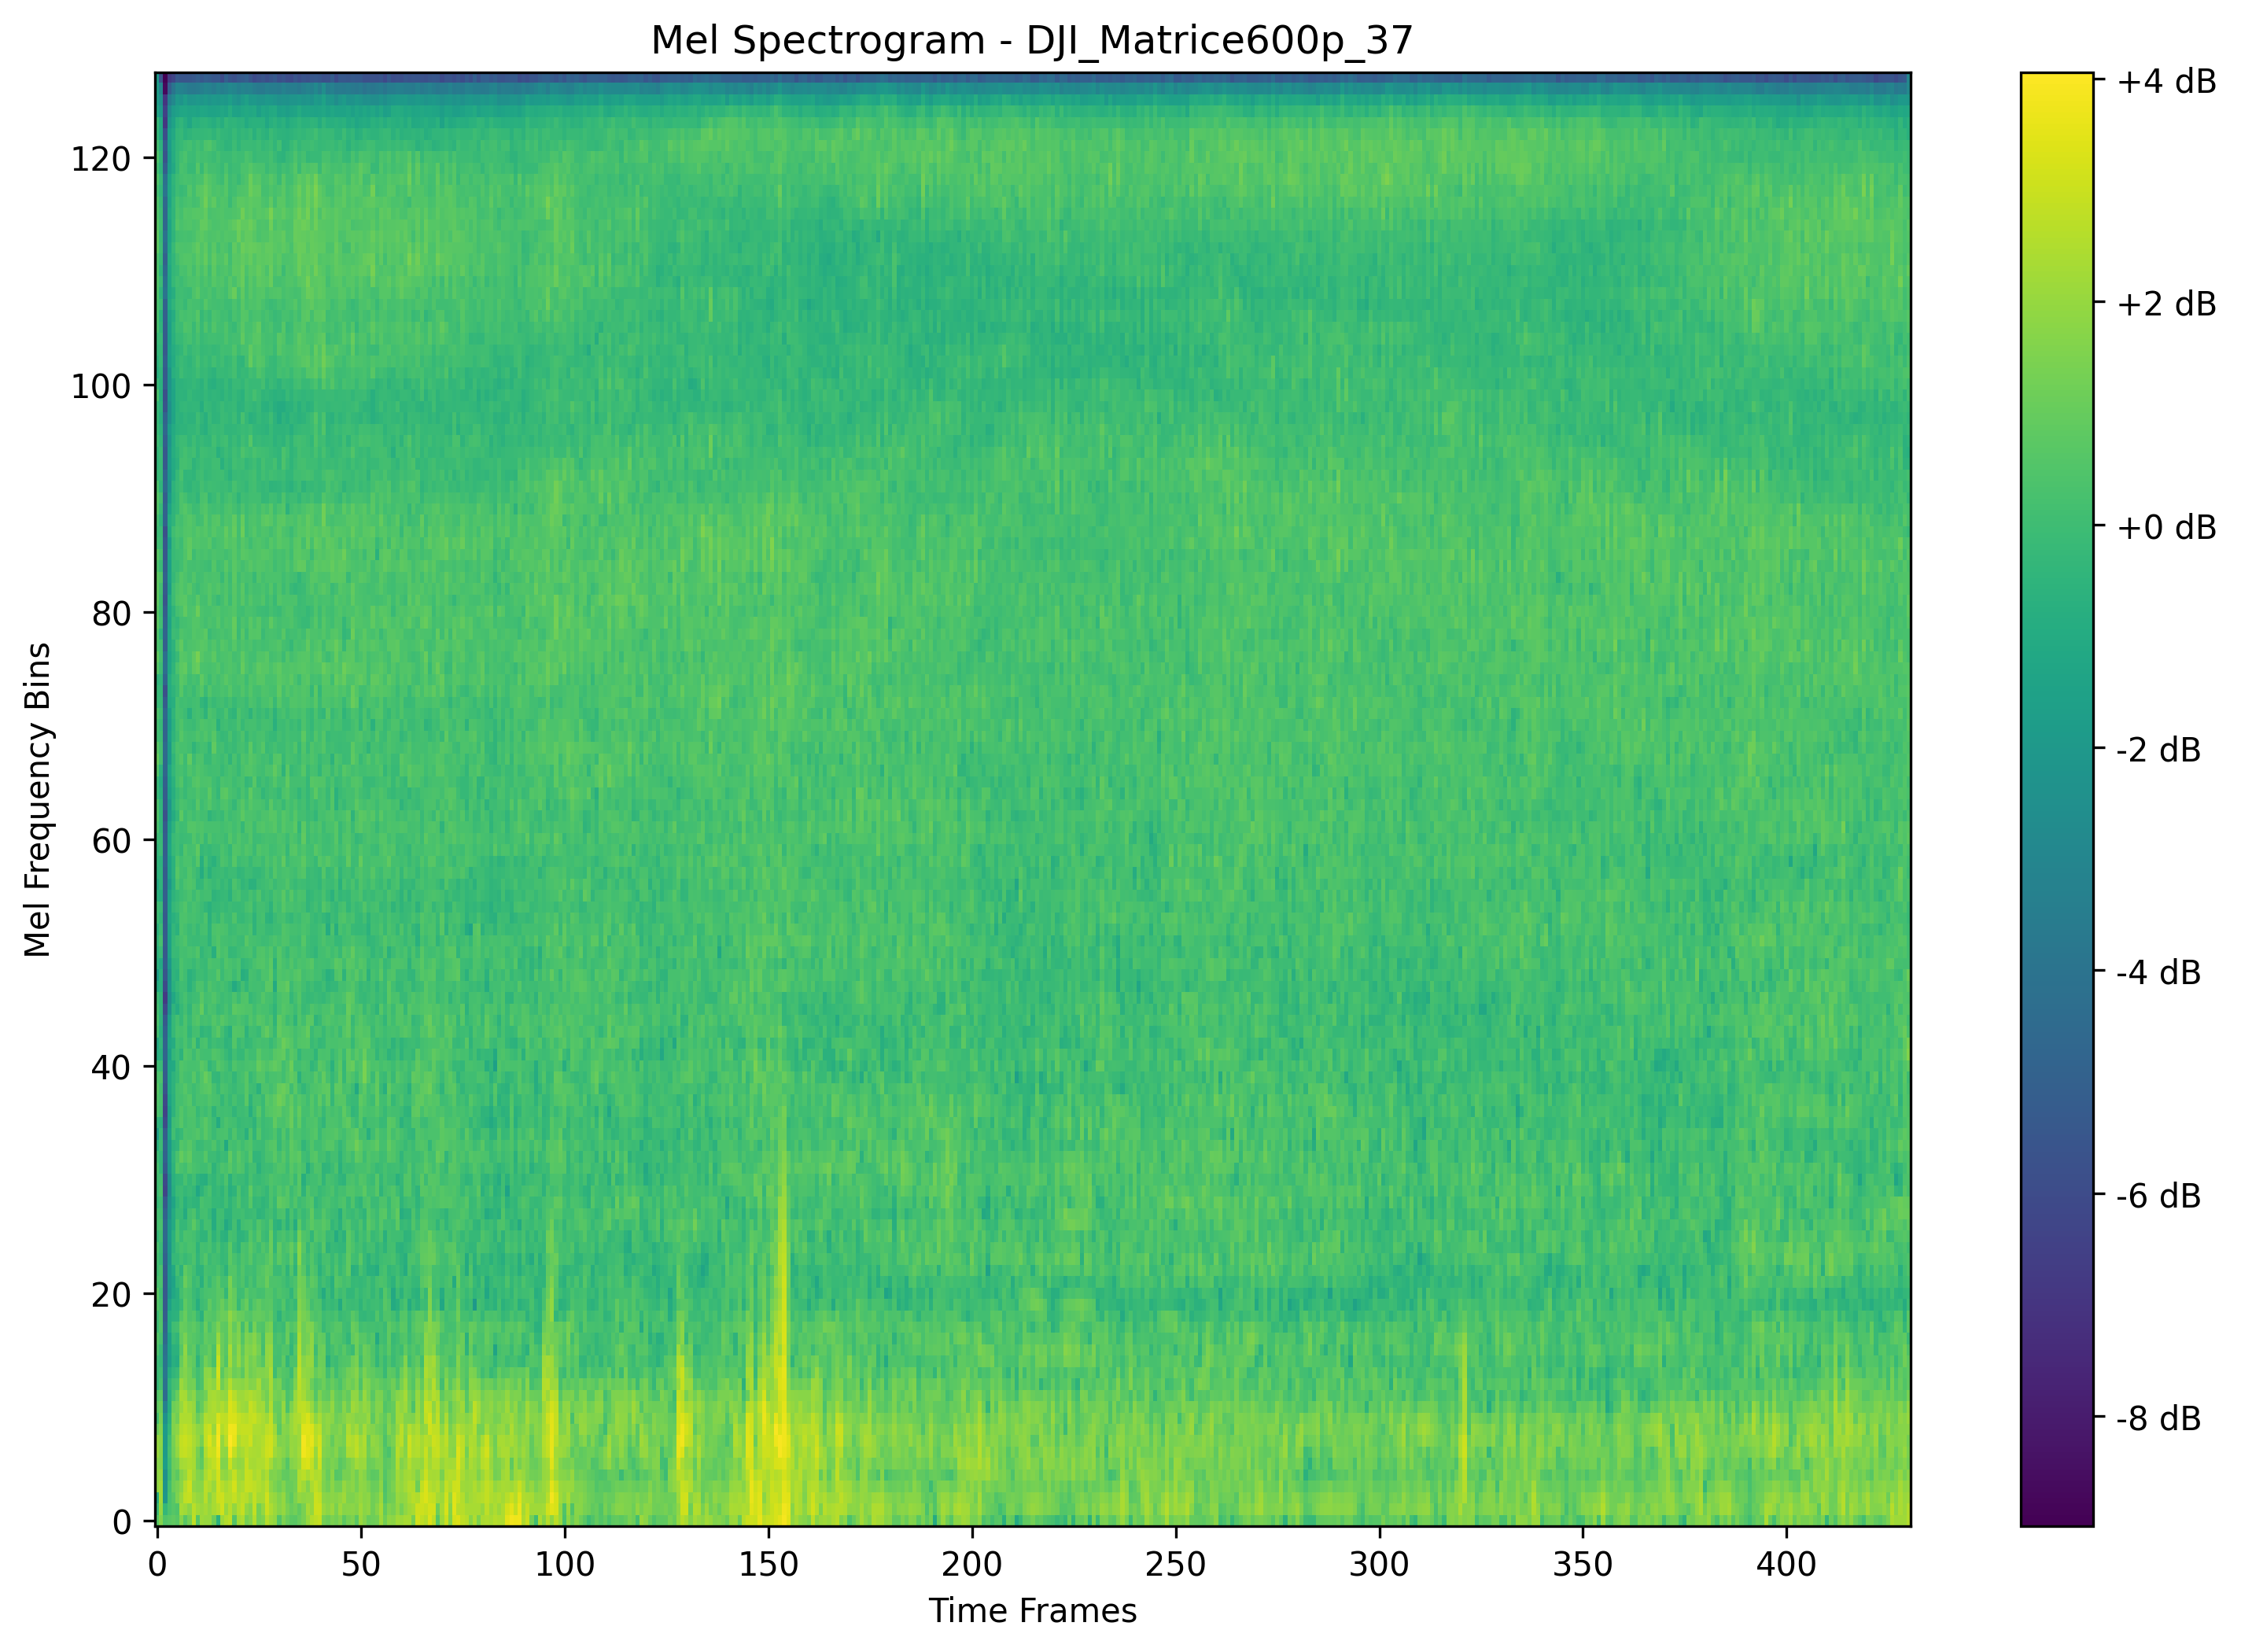 Mel Spectrogram - DJI_Matrice600p_37
+4 dB
+2 dB
+0 dB
-2 dB
-4 dB
-6 dB
-8 dB
120
100
80
60
40
20
0
Mel Frequency Bins
0 50 100 150 200 250 300 350 400
Time Frames